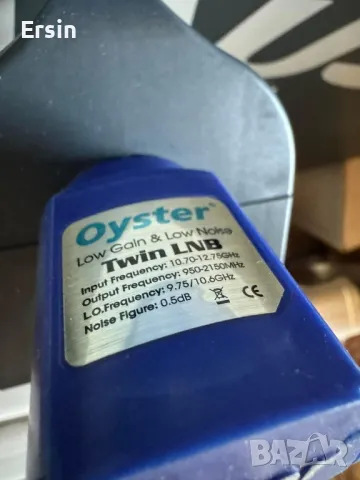 Ersin
Oyster®
Low Gain & Low Noise
Twin LNB
Input Frequency: 10.70-12.75GHz
Output Frequency: 950-2150MHz
L.O.Frequency: 9.75/10.6GHz
Noise Figure: 0.5dB
CE
BAZAR